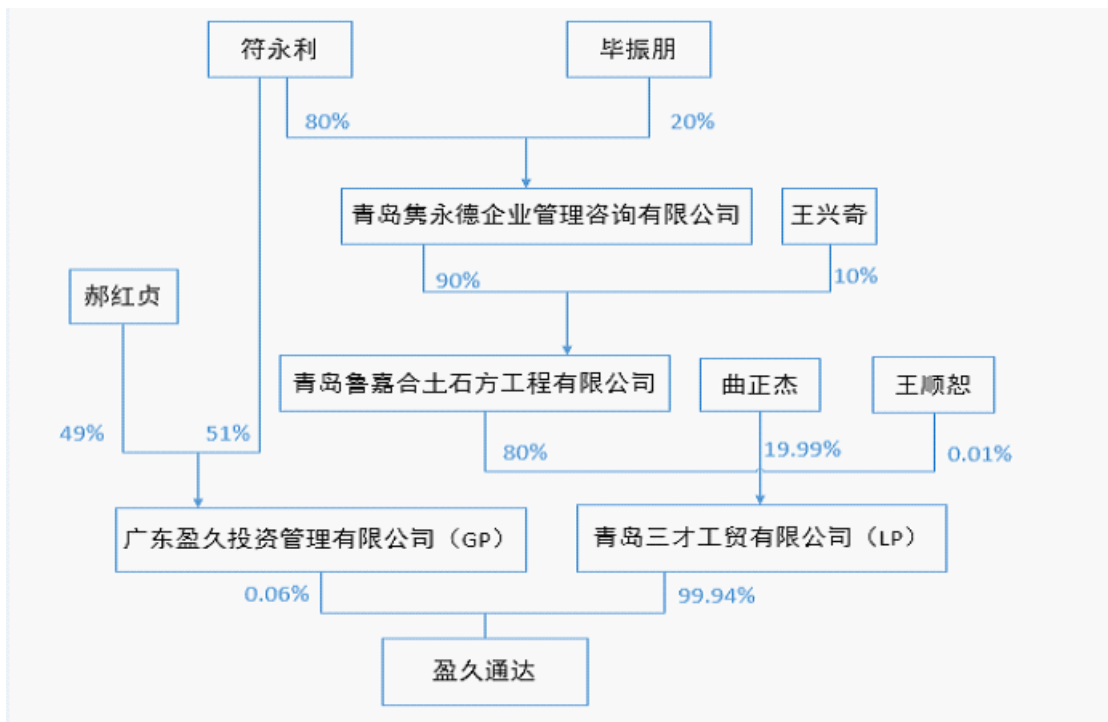 符永利
毕振朋
80%
20%
青岛隽永德企业管理咨询有限公司
王兴奇
90%
10%
郝红贞
青岛鲁嘉合土石方工程有限公司
曲正杰
王顺恕
49%
51%
80%
19.99%
0.01%
广东盈久投资管理有限公司（GP）
青岛三才工贸有限公司（LP）
0.06%
99.94%
盈久通达